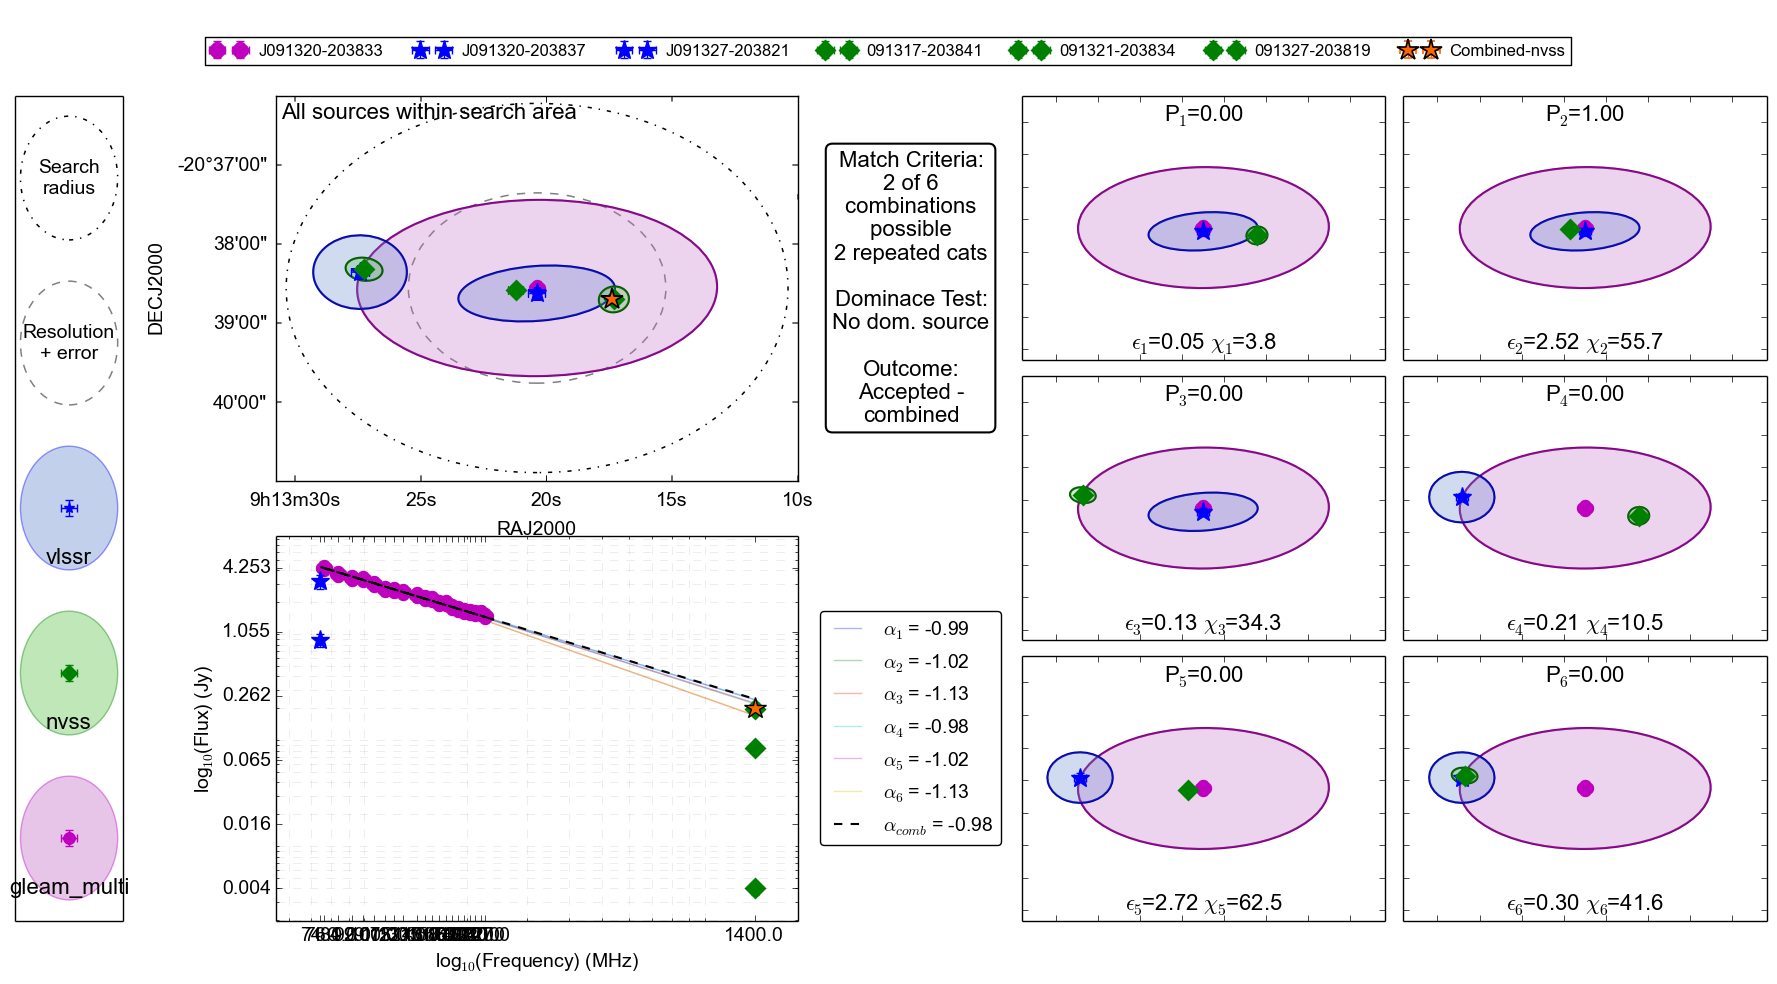 J091320-203833 J091320-203837 J091327-203821 091317-203841 091321-203834 091327-203819 Combined-nvss
Search
radius
Resolution
+ error
vlssr
nvss
gleam_multi
All sources within search area
DECJ2000
-20°37'00"
38'00"
39'00"
40'00"
9h13m30s 25s 20s 15s 10s
RAJ2000
Match Criteria:
2 of 6
combinations
possible
2 repeated cats
Dominace Test:
No dom. source
Outcome:
Accepted -
combined
log10(Flux) (Jy)
4.253
1.055
0.262
0.065
0.016
0.004
1400.0
log10(Frequency) (MHz)
α1 = -0.99
α2 = -1.02
α3 = -1.13
α4 = -0.98
α5 = -1.02
α6 = -1.13
αcomb = -0.98
P1=0.00
ϵ1=0.05 χ1=3.8
P2=1.00
ϵ2=2.52 χ2=55.7
P3=0.00
ϵ3=0.13 χ3=34.3
P4=0.00
ϵ4=0.21 χ4=10.5
P5=0.00
ϵ5=2.72 χ5=62.5
P6=0.00
ϵ6=0.30 χ6=41.6